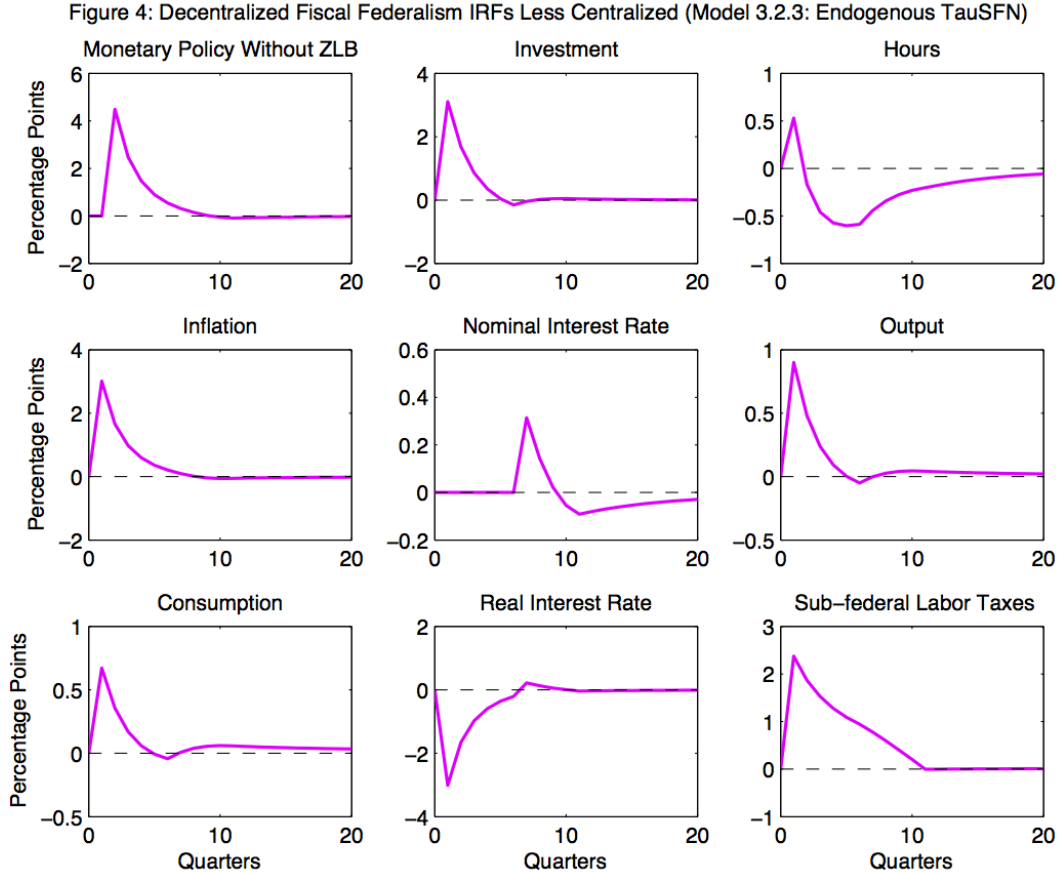 Figure 4: Decentralized Fiscal Federalism IRFs Less Centralized (Model 3.2.3: Endogenous TauSFN)
Monetary Policy Without ZLB
Percentage Points
6
4
2
0
−2
0 10 20
Investment
4
2
0
−2
0 10 20
Hours
1
0.5
0
−0.5
−1
0 10 20
Inflation
Percentage Points
4
2
0
−2
0 10 20
Nominal Interest Rate
0.6
0.4
0.2
0
−0.2
0 10 20
Output
1
0.5
0
−0.5
0 10 20
Consumption
Percentage Points
1
0.5
0
−0.5
0 10 20
Quarters
Real Interest Rate
2
0
−2
−4
0 10 20
Quarters
Sub−federal Labor Taxes
3
2
1
0
−1
0 10 20
Quarters